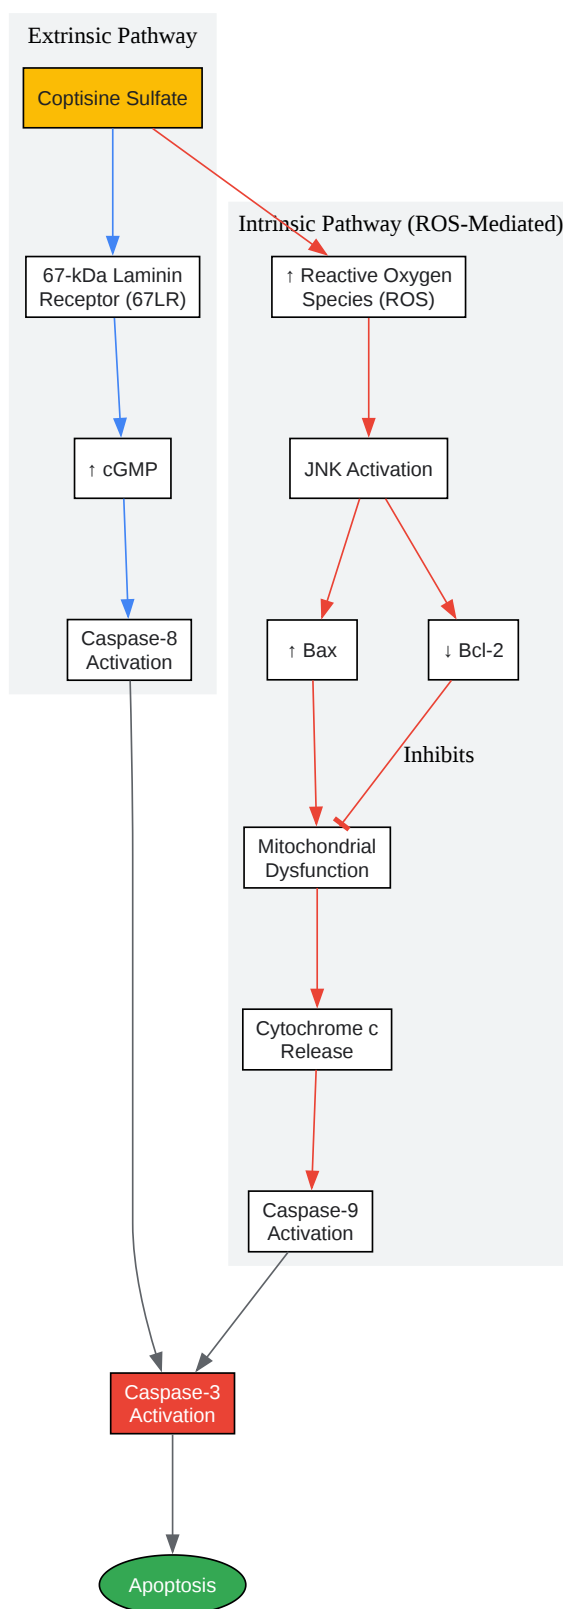 Extrinsic Pathway
Coptisine Sulfate
Intrinsic Pathway (ROS-Mediated)
67-kDa Laminin
Receptor (67LR)
↑ Reactive Oxygen
Species (ROS)
↑ cGMP
JNK Activation
Caspase-8
Activation
↑ Bax
↓ Bcl-2
Inhibits
Mitochondrial
Dysfunction
Cytochrome c
Release
Caspase-9
Activation
Caspase-3
Activation
Apoptosis